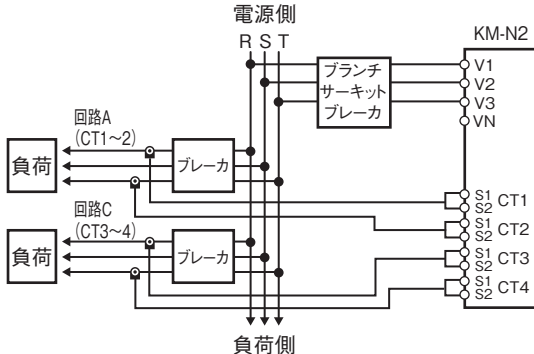 電源側
R S T
KM-N2
ブランチ
サーキット
ブレーカ
V1
V2
V3
VN
回路A
(CT1~2)
負荷
ブレーカ
S1
S2
CT1
S1
S2
CT2
回路C
(CT3~4)
負荷
ブレーカ
S1
S2
CT3
S1
S2
CT4
負荷側